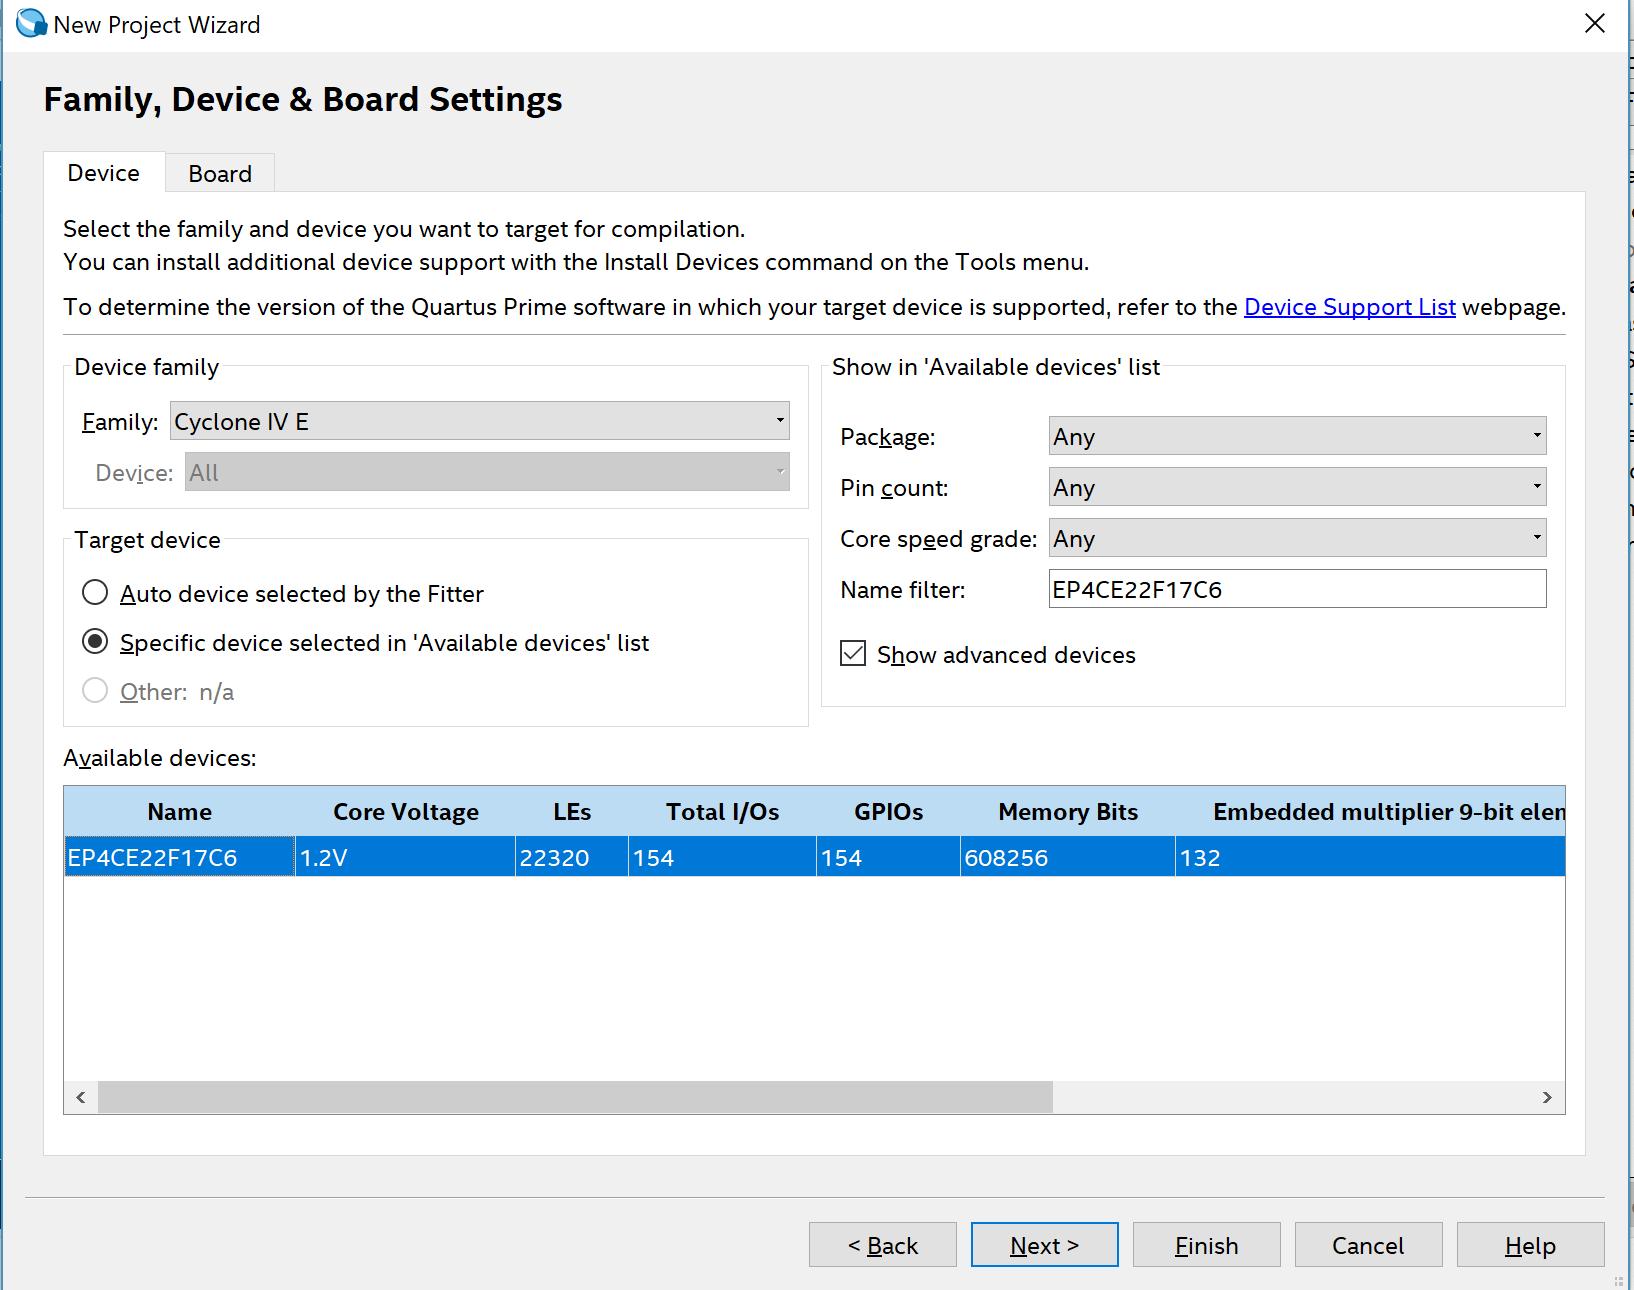 New Project Wizard
Family, Device & Board Settings
Device
Board
Select the family and device you want to target for compilation.
You can install additional device support with the Install Devices command on the Tools menu.
To determine the version of the Quartus Prime software in which your target device is supported, refer to the Device Support List webpage.
Device family
Family: Cyclone IV E
Device: All
Target device
Auto device selected by the Fitter
Specific device selected in 'Available devices' list
Other: n/a
Show in 'Available devices' list
Package: Any
Pin count: Any
Core speed grade: Any
Name filter: EP4CE22F17C6
Show advanced devices
Available devices:
Name Core Voltage LEs Total I/Os GPIOs Memory Bits Embedded multiplier 9-bit elem
EP4CE22F17C6 1.2V 22320 154 154 608256 132
< Back Next > Finish Cancel Help